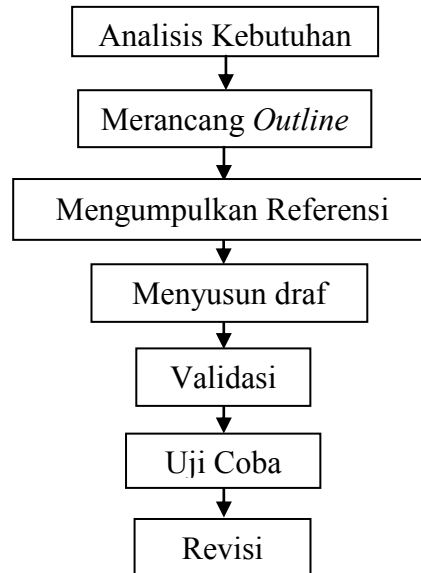 Analisis Kebutuhan
Merancang Outline
Mengumpulkan Referensi
Menyusun draf
Validasi
Uji Coba
Revisi